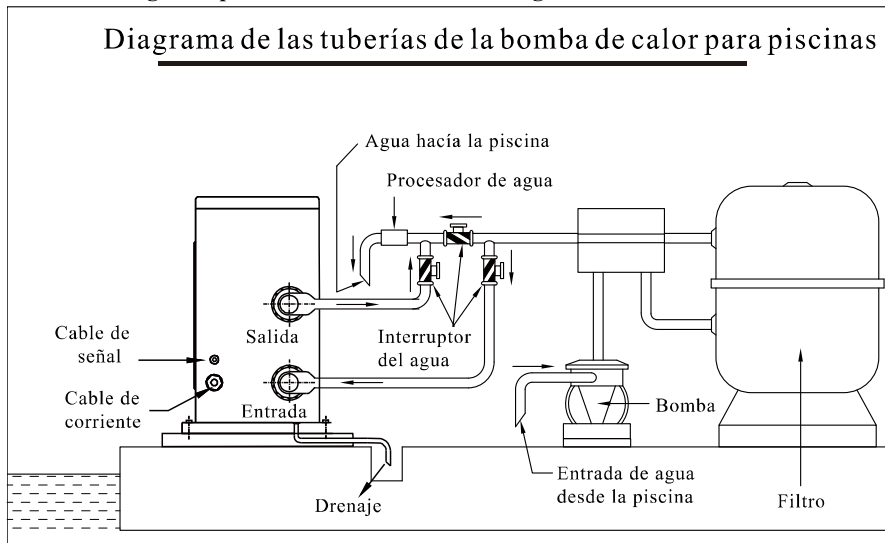 Diagrama de las tuberías de la bomba de calor para piscinas
Agua hacía la piscina
Procesador de agua
Salida
Interruptor
del agua
Cable de
señal
Cable de
corriente
Entrada
Bomba
Entrada de agua
desde la piscina
Drenaje
Filtro